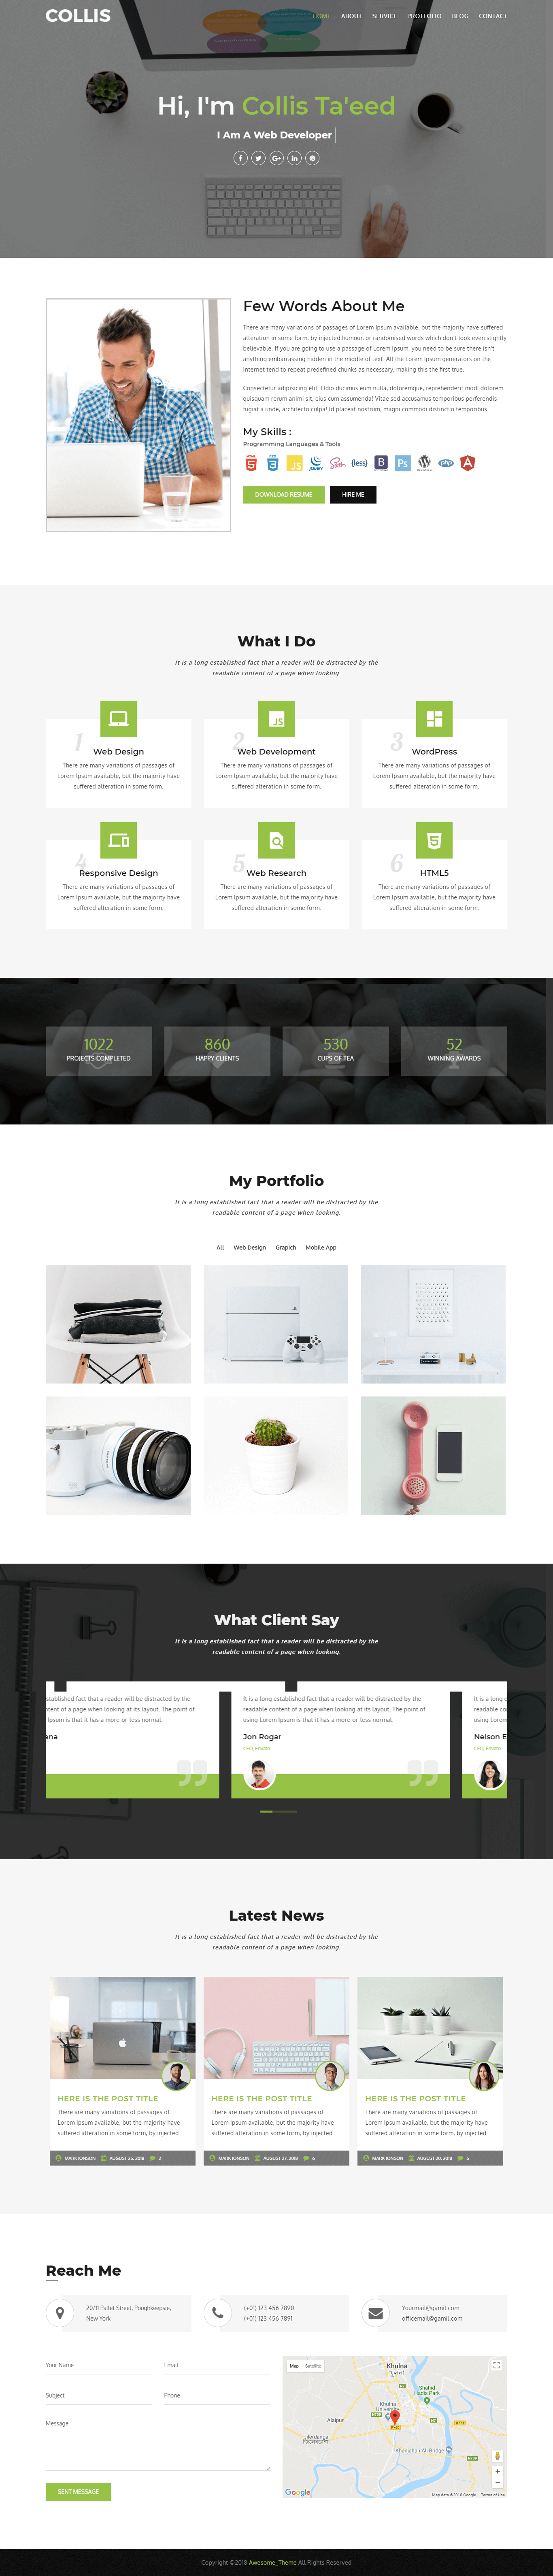 COLLIS
HOME ABOUT SERVICE PROTFOLIO BLOG CONTACT
Hi, I'm Collis Ta'eed
I Am A Web Developer
Few Words About Me
There are many variations of passages of Lorem Ipsum available, but the majority have suffered
alteration in some form, by injected humour, or randomised words which don't look even slightly
believable. If you are going to use a passage of Lorem Ipsum, you need to be sure there isn't
anything embarrassing hidden in the middle of text. All the Lorem Ipsum generators on the
Internet tend to repeat predefined chunks as necessary, making this the first true.
Consectetur adipisicing elit. Odio ducimus eum nulla, doloremque, reprehenderit modi dolorem
quisquam rerum animi sit, eius cum assumenda! Vitae sed accusamus temporibus perferendis
fugiat a unde, architecto culpa! Id placeat nostrum, magni commodi distinctio temporibus.
My Skills :
Programming Languages & Tools
DOWNLOAD RESUME
HIRE ME
What I Do
It is a long established fact that a reader will be distracted by the
readable content of a page when looking.
1
Web Design
There are many variations of passages of
Lorem Ipsum available, but the majority have
suffered alteration in some form.
2
Web Development
There are many variations of passages of
Lorem Ipsum available, but the majority have
suffered alteration in some form.
3
WordPress
There are many variations of passages of
Lorem Ipsum available, but the majority have
suffered alteration in some form.
4
Responsive Design
There are many variations of passages of
Lorem Ipsum available, but the majority have
suffered alteration in some form.
5
Web Research
There are many variations of passages of
Lorem Ipsum available, but the majority have
suffered alteration in some form.
6
HTML5
There are many variations of passages of
Lorem Ipsum available, but the majority have
suffered alteration in some form.
1022
PROJECTS COMPLETED
860
HAPPY CLIENTS
530
CUPS OF TEA
52
WINNING AWARDS
My Portfolio
It is a long established fact that a reader will be distracted by the
readable content of a page when looking.
All Web Design Grapich Mobile App
What Client Say
It is a long established fact that a reader will be distracted by the
readable content of a page when looking.
stablished fact that a reader will be distracted by the
ntent of a page when looking at its layout. The point of
Ipsum is that it has a more-or-less normal.
ana
It is a long established fact that a reader will be distracted by the
readable content of a page when looking at its layout. The point of
using Lorem Ipsum is that it has a more-or-less normal.
Jon Rogar
CEO, Envato
It is a long e
readable con
using Lorem
Nelson E
CEO, Envato
Latest News
It is a long established fact that a reader will be distracted by the
readable content of a page when looking.
HERE IS THE POST TITLE
There are many variations of passages of
Lorem Ipsum available, but the majority have
suffered alteration in some form, by injected.
MARK JONSON AUGUST 25, 2018 2
HERE IS THE POST TITLE
There are many variations of passages of
Lorem Ipsum available, but the majority have
suffered alteration in some form, by injected.
MARK JONSON AUGUST 27, 2018 6
HERE IS THE POST TITLE
There are many variations of passages of
Lorem Ipsum available, but the majority have
suffered alteration in some form, by injected.
MARK JONSON AUGUST 20, 2018 5
Reach Me
20/11 Pallet Street, Poughkeepsie,
New York
(+01) 123 456 7890
(+01) 123 456 7891
Yourmail@gamil.com
officemail@gamil.com
Your Name
Email
Subject
Phone
Message
SENT MESSAGE
Map Satellite
Khulna
খুলনা
Shahid
Hadis Park
Khulna
University
Alaipur
Jderdanga
Khanjahan Ali Bridge
Google
Map data ©2018 Google Terms of Use
Copyright ©2018 Awesome_Theme All Rights Reserved